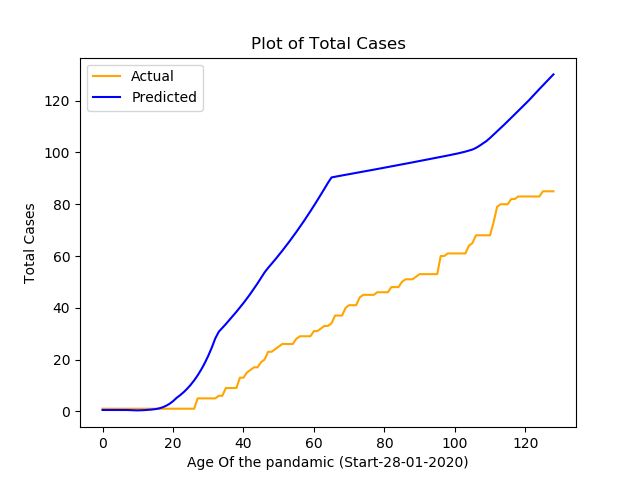 Plot of Total Cases
Actual
Predicted
120
100
80
60
40
20
0
Total Cases
0 20 40 60 80 100 120
Age Of the pandamic (Start-28-01-2020)